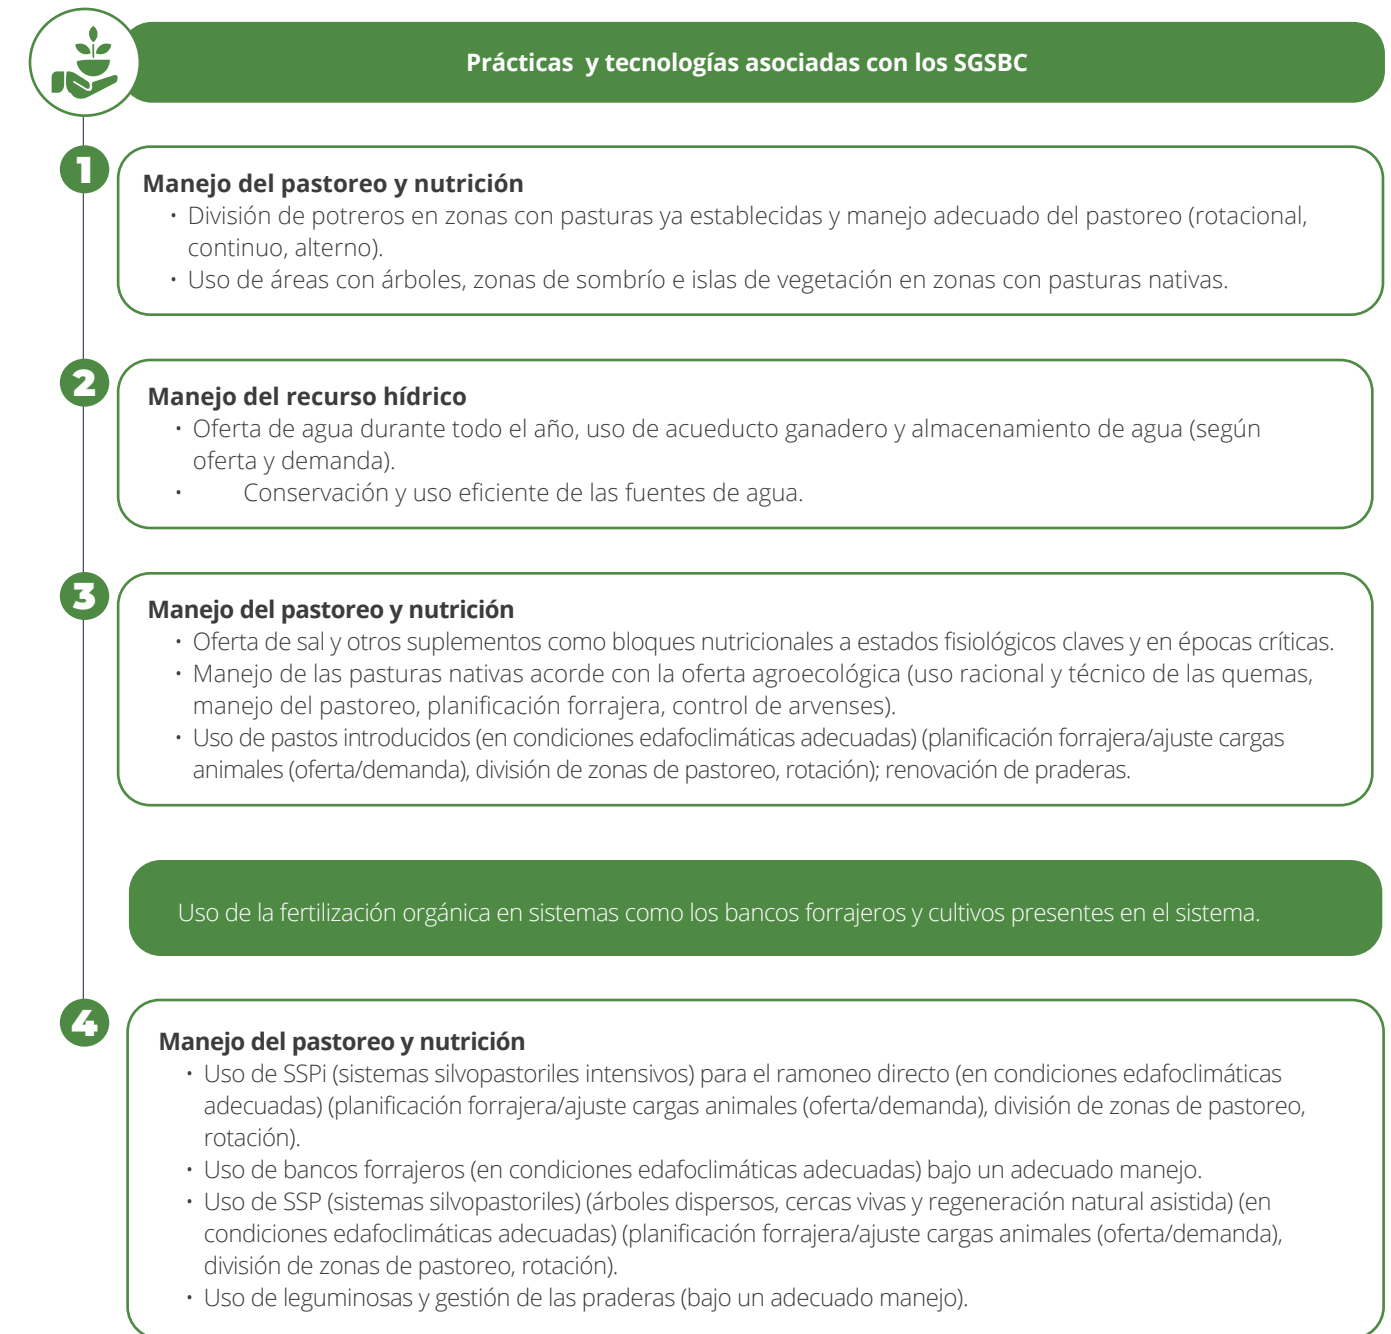 Prácticas y tecnologías asociadas con los SGSBC
1
Manejo del pastoreo y nutrición
• División de potreros en zonas con pasturas ya establecidas y manejo adecuado del pastoreo (rotacional,
continuo, alterno).
• Uso de áreas con árboles, zonas de sombrío e islas de vegetación en zonas con pasturas nativas.
2
Manejo del recurso hídrico
• Oferta de agua durante todo el año, uso de acueducto ganadero y almacenamiento de agua (según
oferta y demanda).
• Conservación y uso eficiente de las fuentes de agua.
3
Manejo del pastoreo y nutrición
• Oferta de sal y otros suplementos como bloques nutricionales a estados fisiológicos claves y en épocas críticas.
• Manejo de las pasturas nativas acorde con la oferta agroecológica (uso racional y técnico de las quemas,
manejo del pastoreo, planificación forrajera, control de arvenses).
• Uso de pastos introducidos (en condiciones edafoclimáticas adecuadas) (planificación forrajera/ajuste cargas
animales (oferta/demanda), división de zonas de pastoreo, rotación); renovación de praderas.
Uso de la fertilización orgánica en sistemas como los bancos forrajeros y cultivos presentes en el sistema.
4
Manejo del pastoreo y nutrición
• Uso de SSPi (sistemas silvopastoriles intensivos) para el ramoneo directo (en condiciones edafoclimáticas
adecuadas) (planificación forrajera/ajuste cargas animales (oferta/demanda), división de zonas de pastoreo,
rotación).
• Uso de bancos forrajeros (en condiciones edafoclimáticas adecuadas) bajo un adecuado manejo.
• Uso de SSP (sistemas silvopastoriles) (árboles dispersos, cercas vivas y regeneración natural asistida) (en
condiciones edafoclimáticas adecuadas) (planificación forrajera/ajuste cargas animales (oferta/demanda),
división de zonas de pastoreo, rotación).
• Uso de leguminosas y gestión de las praderas (bajo un adecuado manejo).